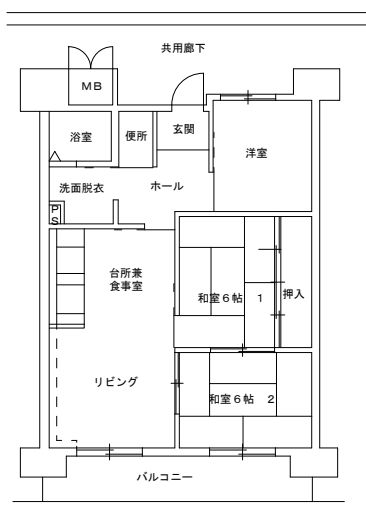 共用廊下
MB
浴室
便所
玄関
洋室
洗面脱衣
ホール
PS
台所兼
食事室
和室6帖 1
押入
リビング
和室6帖 2
バルコニー